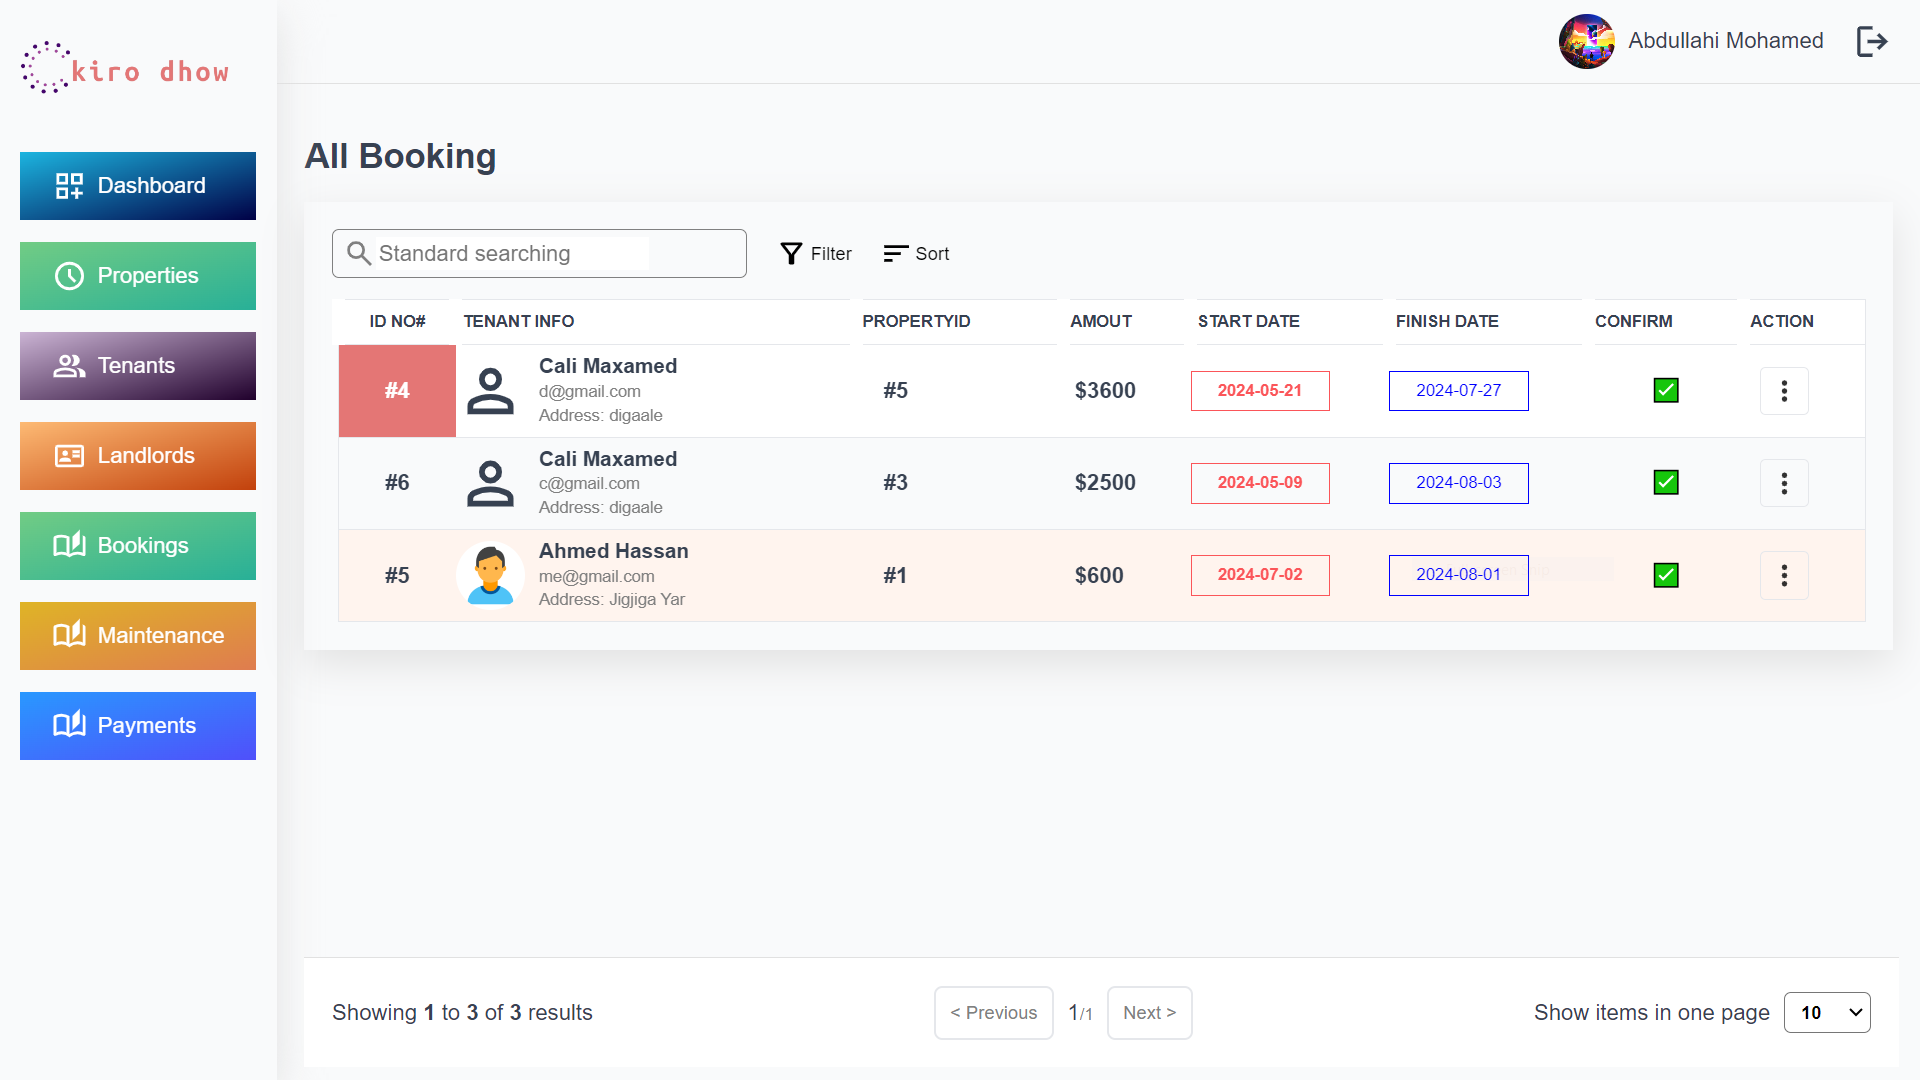 kiro dhow
Abdullahi Mohamed
Dashboard
Properties
Tenants
Landlords
Bookings
Maintenance
Payments
All Booking
Standard searching
Filter
Sort
ID NO# TENANT INFO PROPERTYID AMOUT START DATE FINISH DATE CONFIRM ACTION
#4 Cali Maxamed #5 $3600 2024-05-21 2024-07-27
d@gmail.com
Address: digaale
#6 Cali Maxamed #3 $2500 2024-05-09 2024-08-03
c@gmail.com
Address: digaale
#5 Ahmed Hassan #1 $600 2024-07-02 2024-08-01
me@gmail.com
Address: Jigjiga Yar
Showing 1 to 3 of 3 results
< Previous 1/1 Next >
Show items in one page 10